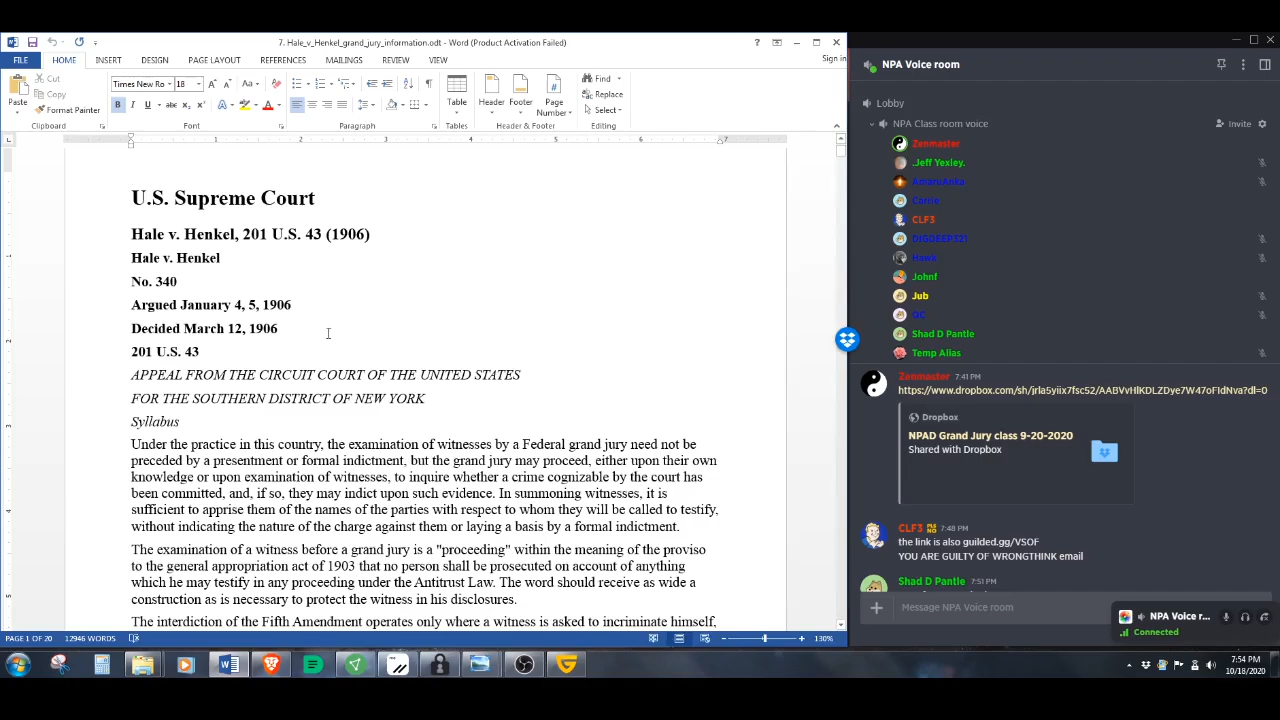 7. Hale_v_Henkel_grand_jury_information.odt - Word (Product Activation Failed)
FILE HOME INSERT DESIGN PAGE LAYOUT REFERENCES MAILINGS REVIEW VIEW Sign in
Paste
Cut
Copy
Format Painter
Clipboard
Times New Ro 18
Font
Paragraph
Table
Tables
Header Footer Page Number
Header & Footer
Find
Replace
Select
Editing
1 2 3 4 5 6 7
U.S. Supreme Court
Hale v. Henkel, 201 U.S. 43 (1906)
Hale v. Henkel
No. 340
Argued January 4, 5, 1906
Decided March 12, 1906
201 U.S. 43
APPEAL FROM THE CIRCUIT COURT OF THE UNITED STATES
FOR THE SOUTHERN DISTRICT OF NEW YORK
Syllabus
Under the practice in this country, the examination of witnesses by a Federal grand jury need not be
preceded by a presentment or formal indictment, but the grand jury may proceed, either upon their own
knowledge or upon examination of witnesses, to inquire whether a crime cognizable by the court has
been committed, and, if so, they may indict upon such evidence. In summoning witnesses, it is
sufficient to apprise them of the names of the parties with respect to whom they will be called to testify,
without indicating the nature of the charge against them or laying a basis by a formal indictment.
The examination of a witness before a grand jury is a "proceeding" within the meaning of the proviso
to the general appropriation act of 1903 that no person shall be prosecuted on account of anything
which he may testify in any proceeding under the Antitrust Law. The word should receive as wide a
construction as is necessary to protect the witness in his disclosures.
The interdiction of the Fifth Amendment operates only where a witness is asked to incriminate himself,
PAGE 1 OF 20 12946 WORDS 130%
NPA Voice room
Lobby
NPA Class room voice Invite
Zenmaster
.Jeff Yexley.
AmaruAnka
Carrie
CLF3
DIGDEEP321
Hawk
Johnf
Jub
QC
Shad D Pantle
Temp Alias
Zenmaster 7:41 PM
https://www.dropbox.com/sh/jrla5yiix7fsc52/AABVvHlKDLZDye7W47oFIdNva?dl=0
Dropbox
NPAD Grand Jury class 9-20-2020
Shared with Dropbox
CLF3 7:48 PM
the link is also guilded.gg/VSOF
YOU ARE GUILTY OF WRONGTHINK email
Shad D Pantle 7:51 PM
Message NPA Voice room
NPA Voice r...
Connected
7:54 PM
10/18/2020